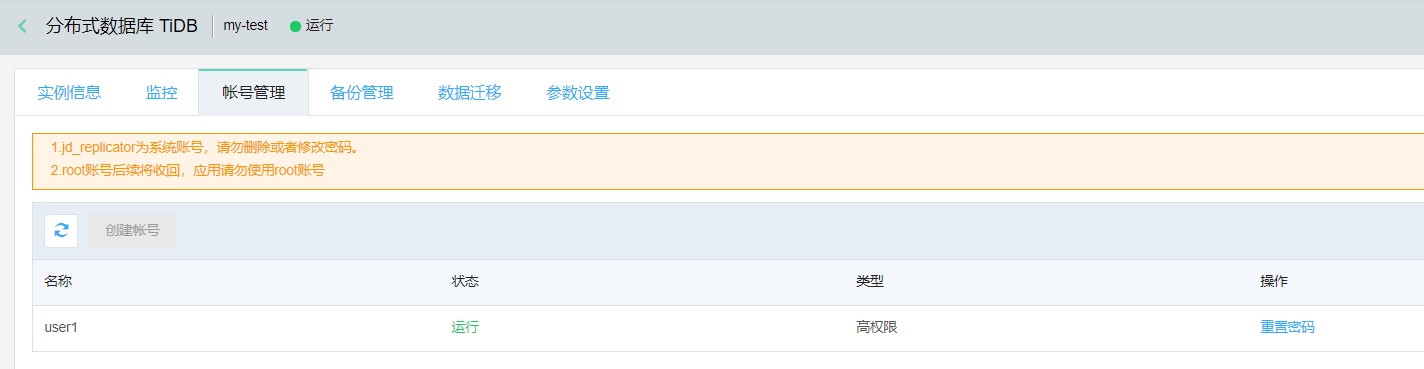 分布式数据库 TiDB my-test 运行
实例信息 监控 帐号管理 备份管理 数据迁移 参数设置
1.jd_replicator为系统账号，请勿删除或者修改密码。
2.root账号后续将收回，应用请勿使用root账号
创建帐号
名称 状态 类型 操作
user1 运行 高权限 重置密码